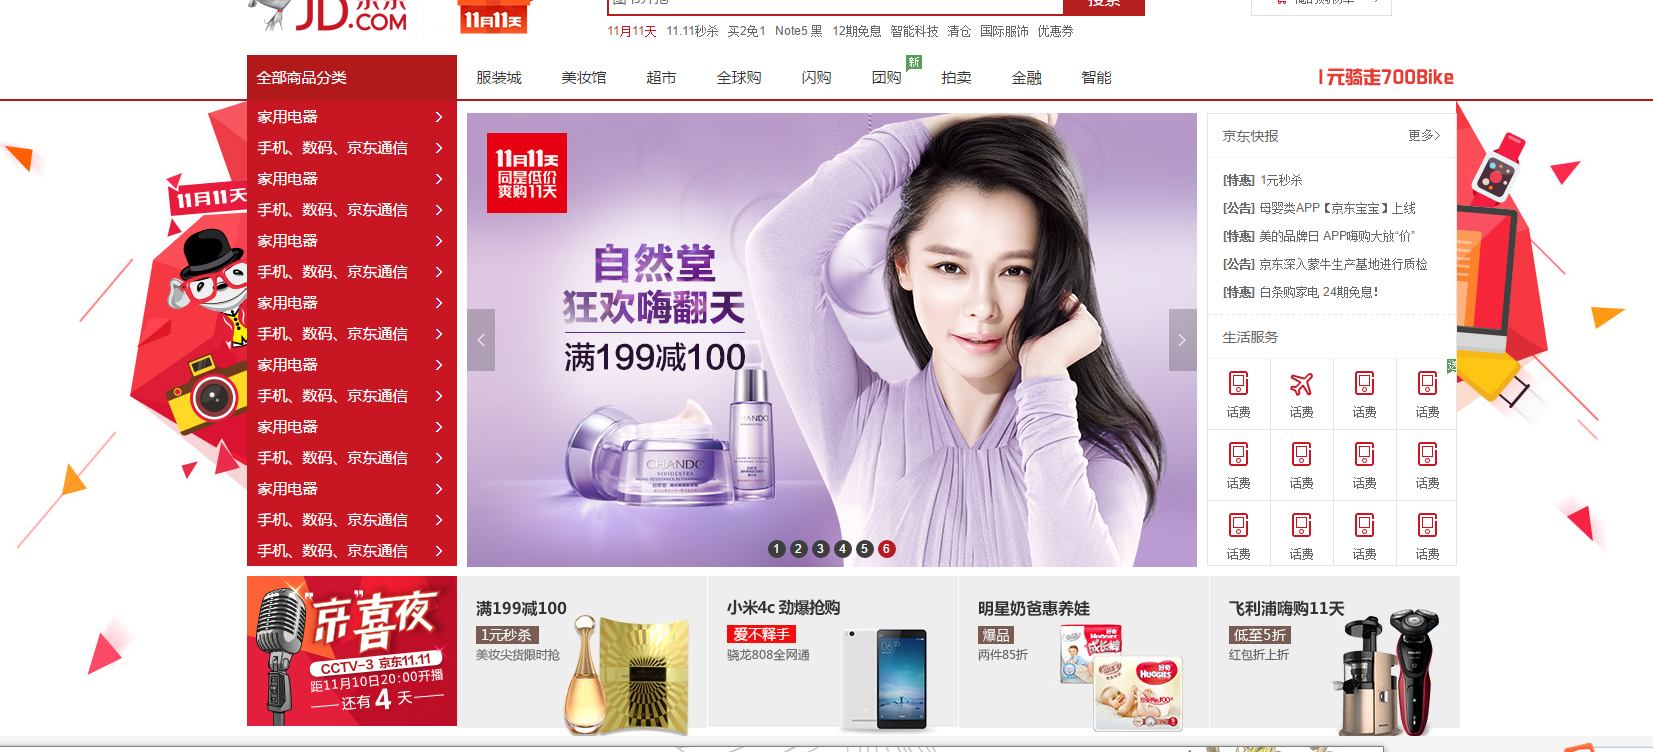 JD.COM
11月11天
搜索
11月11天 11.11秒杀 买2免1 Note5 黑 12期免息 智能科技 清仓 国际服饰 优惠券
全部商品分类
服装城 美妆馆 超市 全球购 闪购 团购 新 拍卖 金融 智能
1元骑走700Bike
家用电器
手机、数码、京东通信
家用电器
手机、数码、京东通信
家用电器
手机、数码、京东通信
家用电器
手机、数码、京东通信
家用电器
手机、数码、京东通信
家用电器
手机、数码、京东通信
家用电器
手机、数码、京东通信
手机、数码、京东通信
11月11天
11月11天
同是低价
爽购11天
自然堂
狂欢嗨翻天
满199减100
CHANDO
CHANDO
VIVIDEXTRA
1 2 3 4 5 6
京东快报 更多>
[特惠] 1元秒杀
[公告] 母婴类APP【京东宝宝】上线
[特惠] 美的品牌日 APP嗨购大放“价”
[公告] 京东深入蒙牛生产基地进行质检
[特惠] 白条购家电 24期免息！
生活服务
话费 话费 话费 话费
话费 话费 话费 话费
话费 话费 话费 话费
“京”喜夜
CCTV-3 京东11.11
距11月10日20:00开播
还有 4 天
满199减100
1元秒杀
美妆尖货限时抢
小米4c 劲爆抢购
爱不释手
骁龙808全网通
明星奶爸惠养娃
爆品
两件85折
HUGGIES
成长裤
好奇
HUGGIES
飞利浦嗨购11天
低至5折
红包折上折